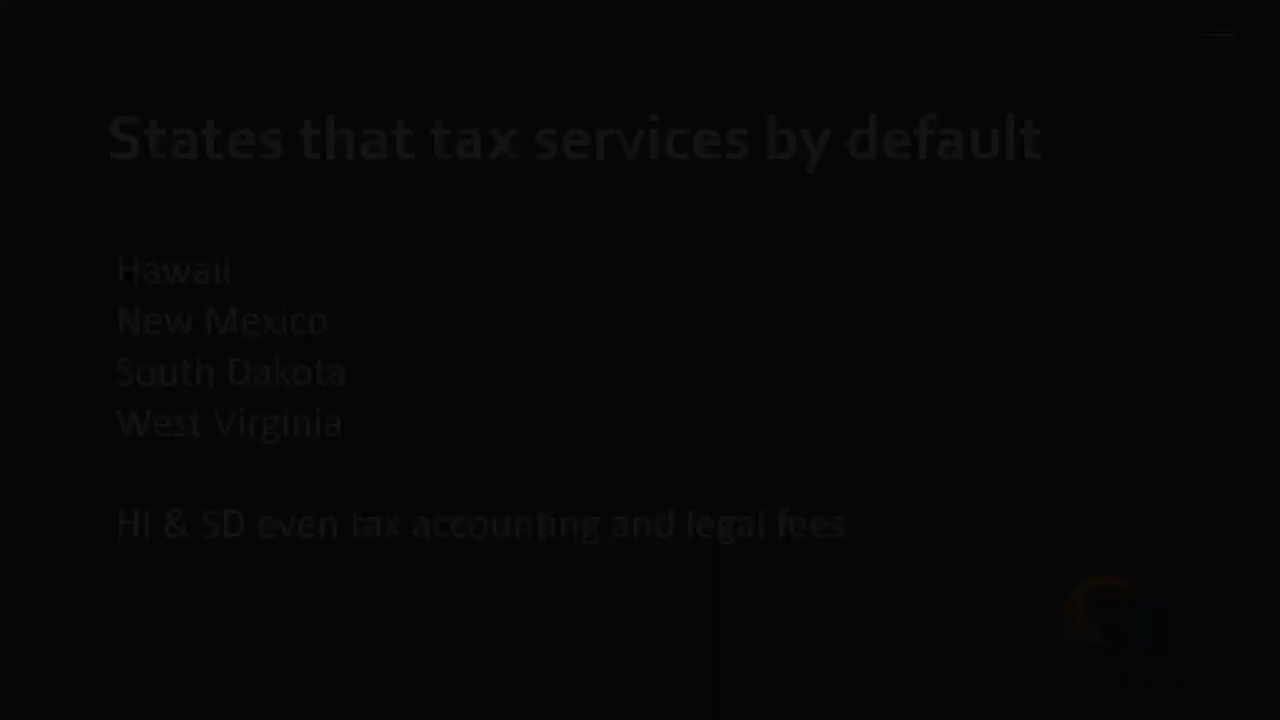 States that tax services by default
Hawaii
New Mexico
South Dakota
West Virginia
HI & SD even tax accounting and legal fees